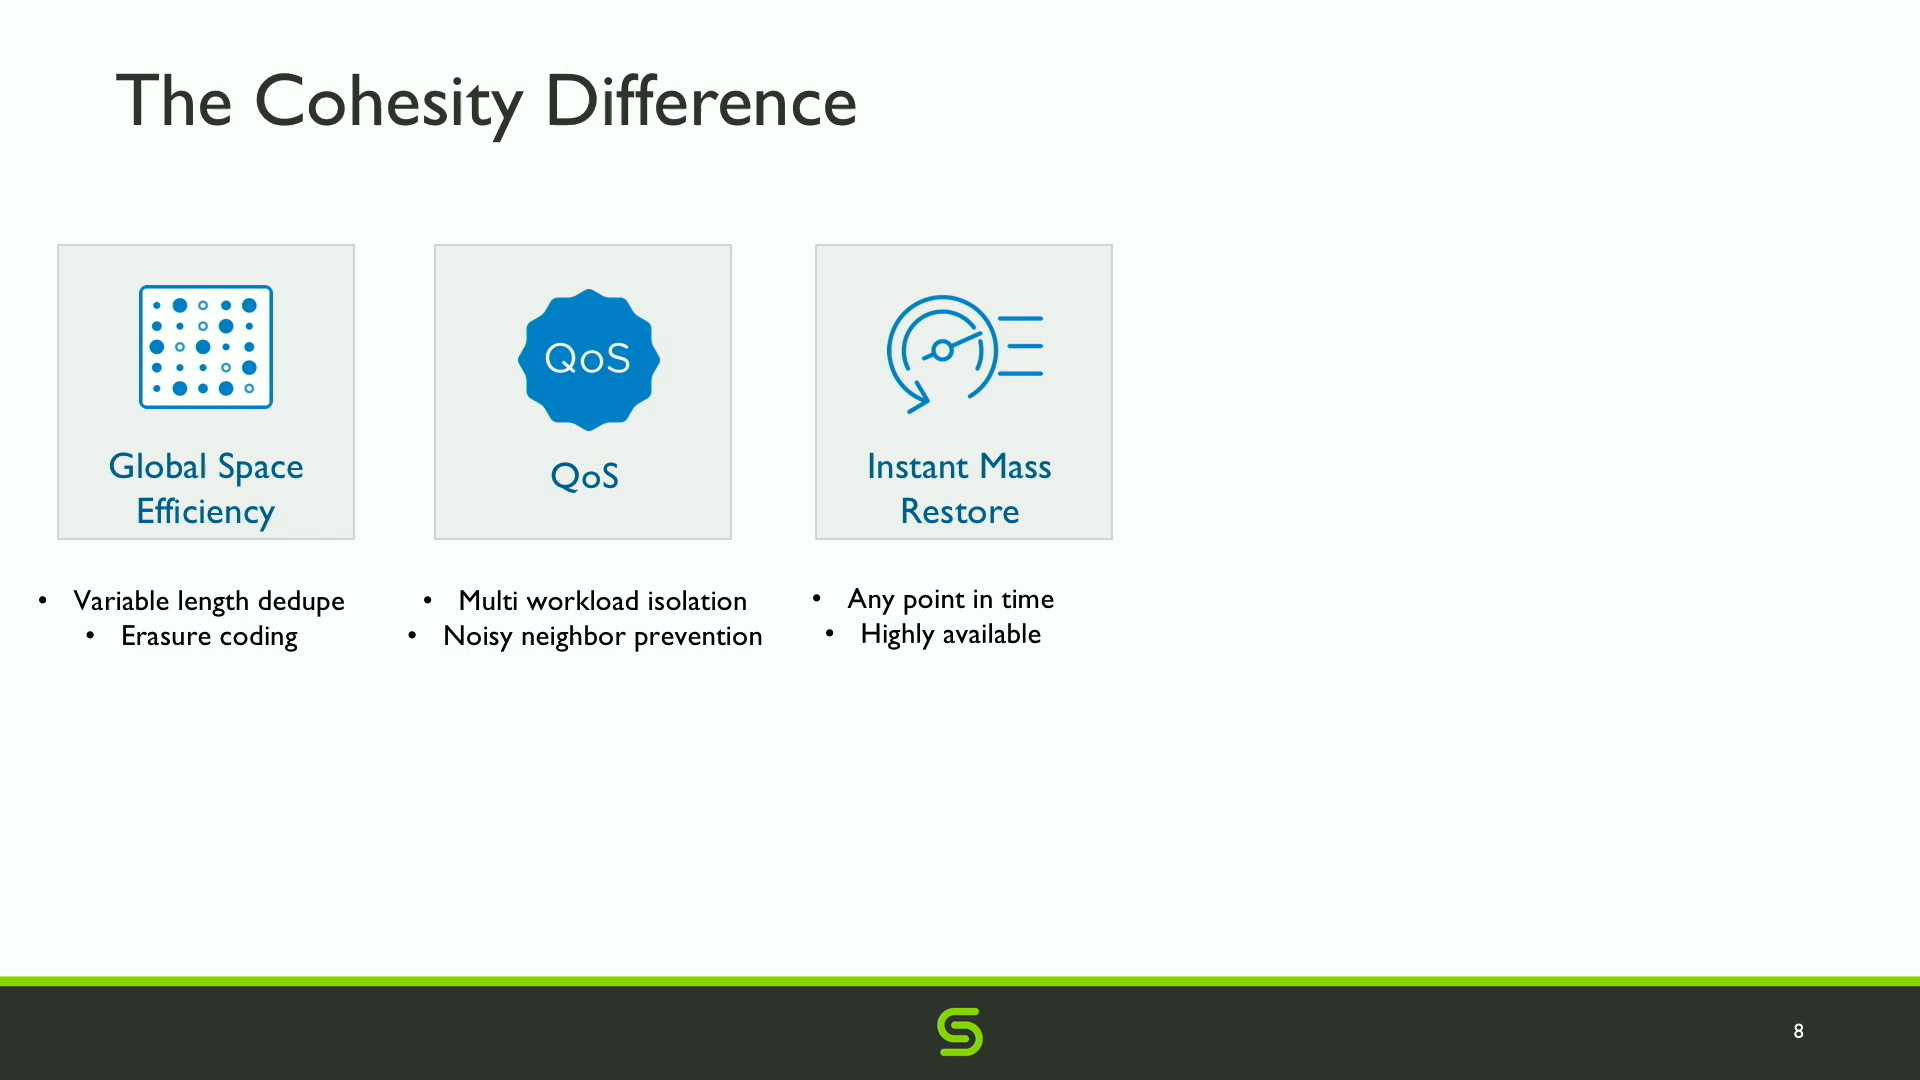 The Cohesity Difference
QoS
Global Space
Efficiency
QoS
Instant Mass
Restore
• Variable length dedupe
• Erasure coding
• Multi workload isolation
• Noisy neighbor prevention
• Any point in time
• Highly available
8